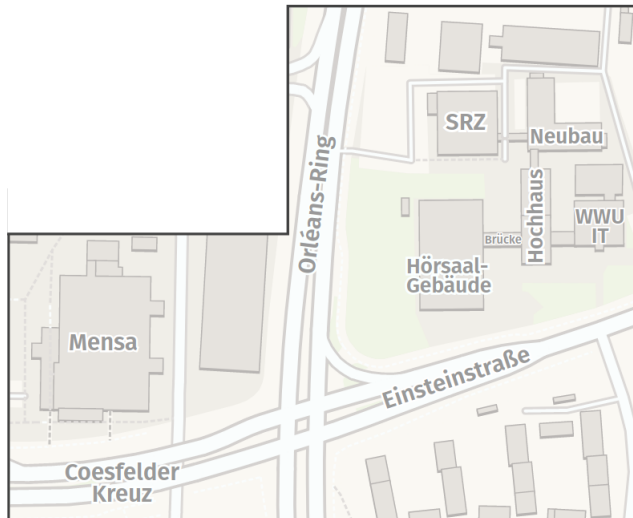 SRZ
Neubau
Orléans-Ring
Hochhaus
WWU
IT
Brücke
Hörsaal-
Gebäude
Mensa
Einsteinstraße
Coesfelder
Kreuz